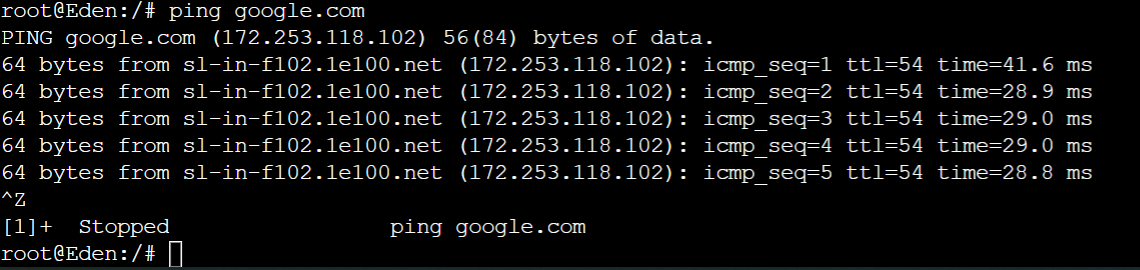 root@Eden:/# ping google.com
PING google.com (172.253.118.102) 56(84) bytes of data.
64 bytes from sl-in-f102.1e100.net (172.253.118.102): icmp_seq=1 ttl=54 time=41.6 ms
64 bytes from sl-in-f102.1e100.net (172.253.118.102): icmp_seq=2 ttl=54 time=28.9 ms
64 bytes from sl-in-f102.1e100.net (172.253.118.102): icmp_seq=3 ttl=54 time=29.0 ms
64 bytes from sl-in-f102.1e100.net (172.253.118.102): icmp_seq=4 ttl=54 time=29.0 ms
64 bytes from sl-in-f102.1e100.net (172.253.118.102): icmp_seq=5 ttl=54 time=28.8 ms
^Z
[1]+  Stopped                 ping google.com
root@Eden:/#